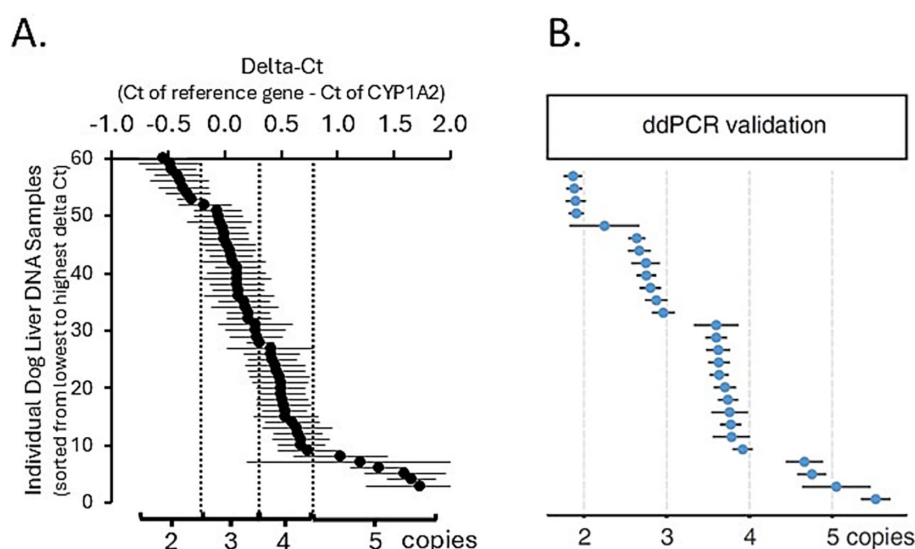 A.
Delta-Ct
(Ct of reference gene - Ct of CYP1A2)
-1.0 -0.5 0.0 0.5 1.0 1.5 2.0
Individual Dog Liver DNA Samples
(sorted from lowest to highest delta Ct)
60
50
40
30
20
10
0
2 3 4 5 copies
B.
ddPCR validation
2 3 4 5 copies